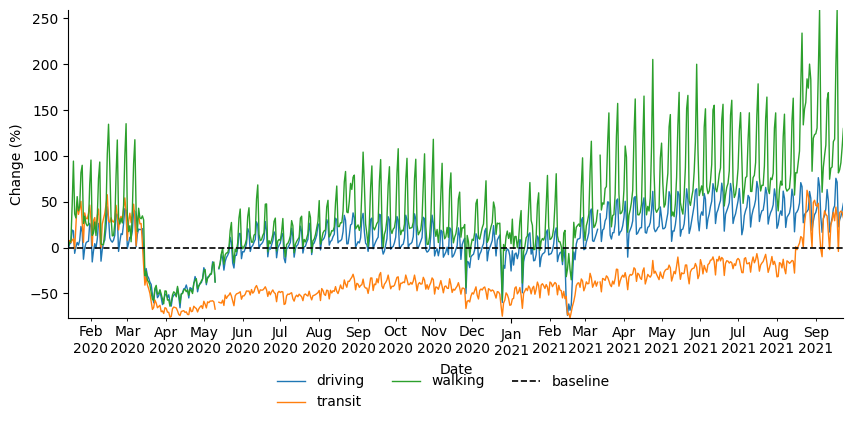 250
200
150
100
50
0
−50
Change (%)
Feb 2020
Mar 2020
Apr 2020
May 2020
Jun 2020
Jul 2020
Aug 2020
Sep 2020
Oct 2020
Nov 2020
Dec 2020
Jan 2021
Feb 2021
Mar 2021
Apr 2021
May 2021
Jun 2021
Jul 2021
Aug 2021
Sep 2021
Date
driving
transit
walking
baseline